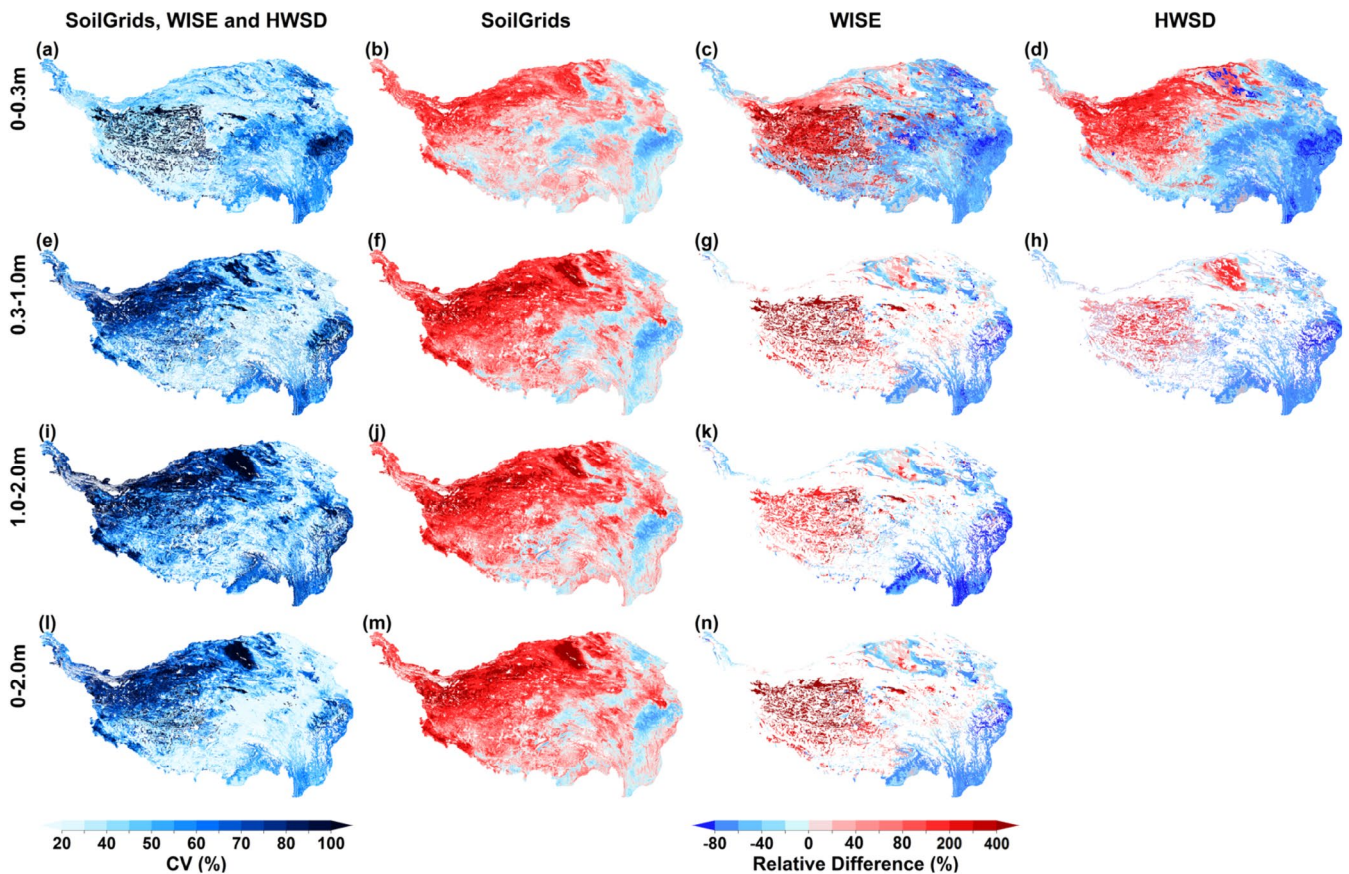 SoilGrids, WISE and HWSD SoilGrids WISE HWSD
0-0.3m
(a) (b) (c) (d)
0.3-1.0m
(e) (f) (g) (h)
1.0-2.0m
(i) (j) (k)
0-2.0m
(l) (m) (n)
20 40 50 60 70 80 100
CV (%)
-80 -40 0 40 80 200 400
Relative Difference (%)